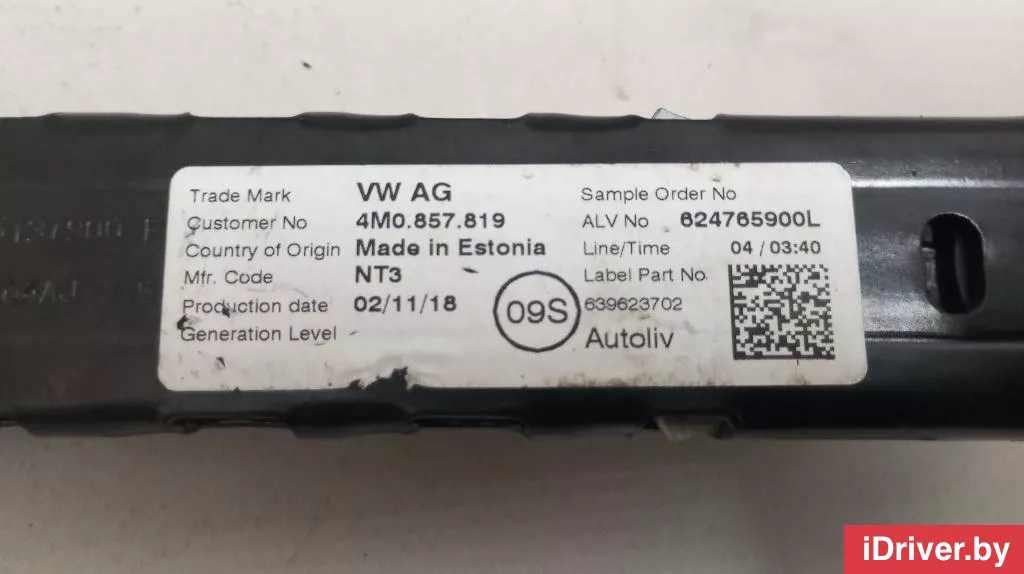 Trade Mark VW AG
Customer No 4M0.857.819
Country of Origin Made in Estonia
Mfr. Code NT3
Production date 02/11/18
Generation Level
09S
Sample Order No
ALV No 624765900L
Line/Time 04 / 03:40
Label Part No.
639623702
Autoliv
iDriver.by